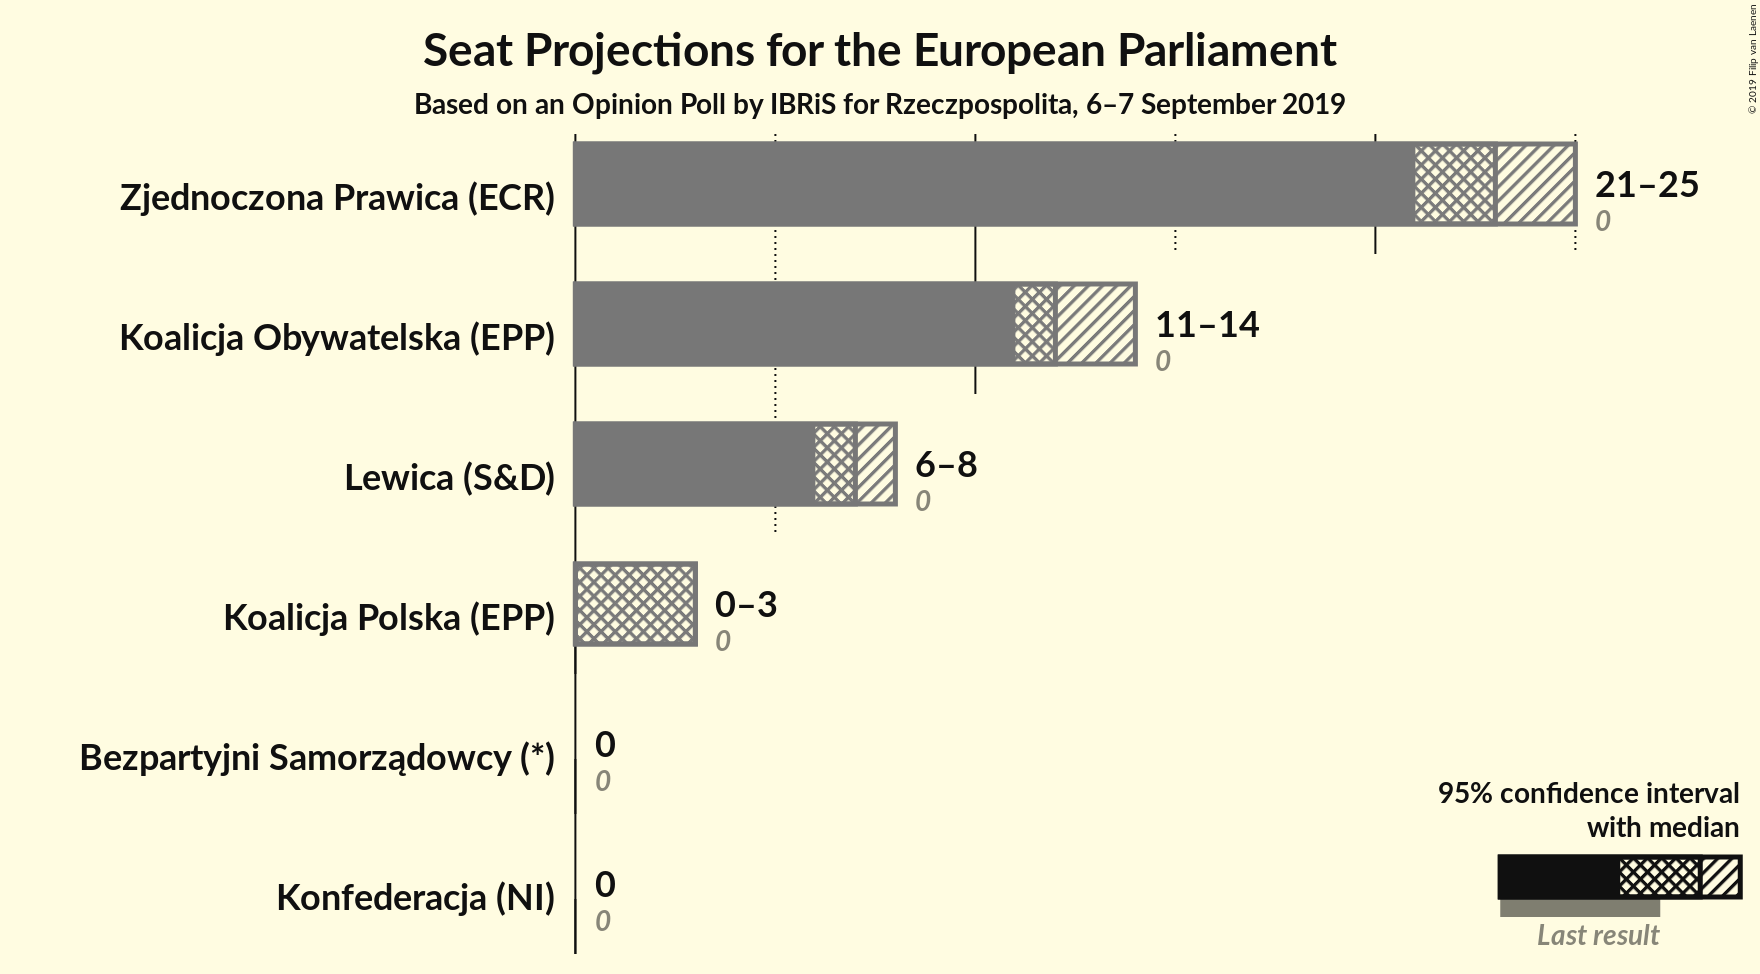 Seat Projections for the European Parliament
Based on an Opinion Poll by IBRiS for Rzeczpospolita, 6–7 September 2019
© 2019 Filip van Laenen
Zjednoczona Prawica (ECR)
21–25
0
Koalicja Obywatelska (EPP)
11–14
0
Lewica (S&D)
6–8
0
Koalicja Polska (EPP)
0–3
0
Bezpartyjni Samorządowcy (*)
0
0
Konfederacja (NI)
0
0
95% confidence interval
with median
Last result